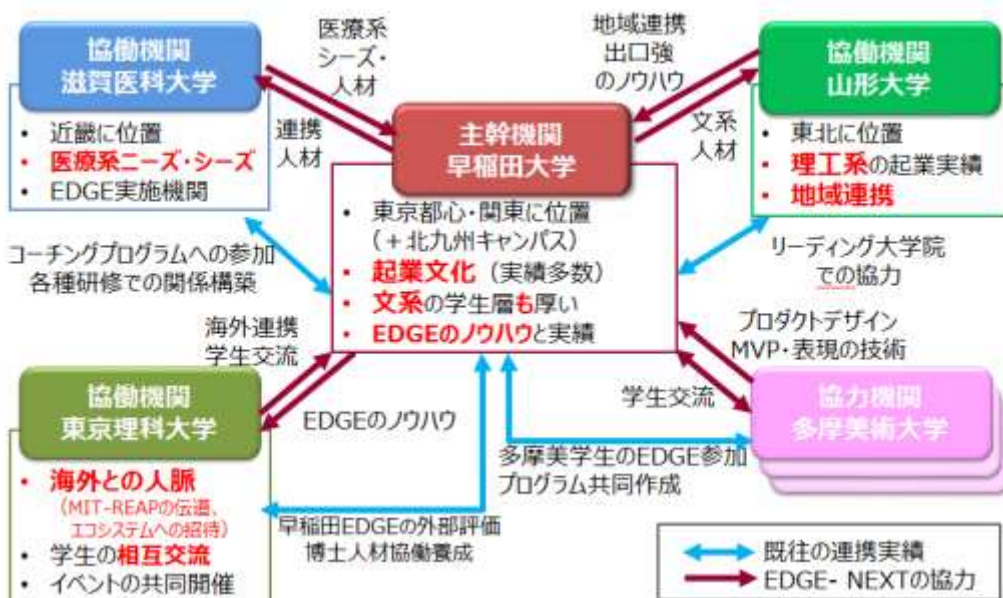 協働機関
滋賀医科大学
・ 近畿に位置
・ 医療系ニーズ・シーズ
・ EDGE実施機関
医療系
シーズ・
人材
連携
人材
地域連携
出口強
のノウハウ
文系
人材
協働機関
山形大学
・ 東北に位置
・ 理工系の起業実績
・ 地域連携
主幹機関
早稲田大学
・ 東京都心・関東に位置
(+北九州キャンパス)
・ 起業文化 (実績多数)
・ 文系の学生層も厚い
・ EDGEのノウハウと実績
コーチングプログラムへの参加
各種研修での関係構築
リーディング大学院
での協力
海外連携
学生交流
プロダクトデザイン
MVP・表現の技術
協働機関
東京理科大学
・ 海外との人脈
(MIT-REAPの伝道、
エコシステムへの招待)
・ 学生の相互交流
・ イベントの共同開催
EDGEのノウハウ
学生交流
協力機関
多摩美術大学
多摩美学生のEDGE参加
プログラム共同作成
早稲田EDGEの外部評価
博士人材協働養成
既往の連携実績
EDGE- NEXTの協力